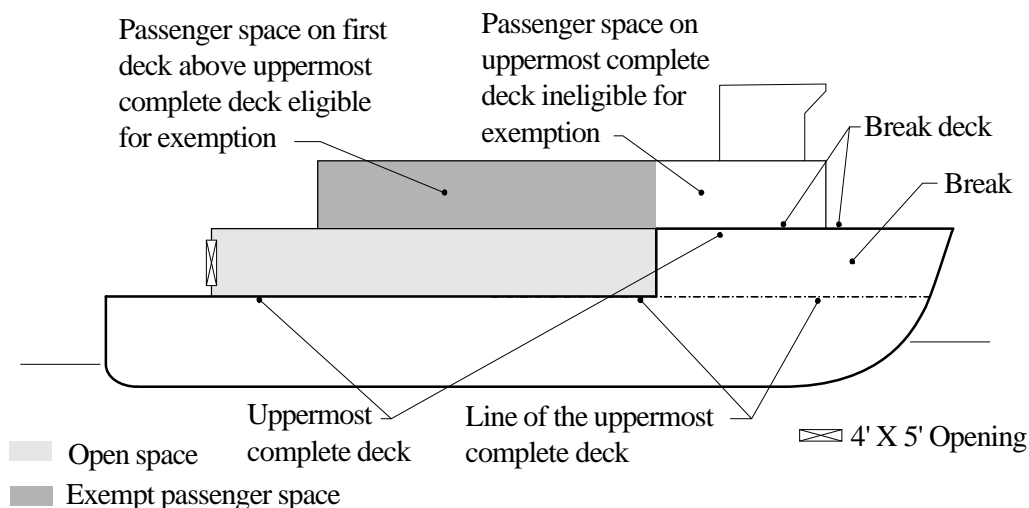 Passenger space on first
deck above uppermost
complete deck eligible
for exemption
Passenger space on
uppermost complete
deck ineligible for
exemption
Break deck
Break
Uppermost
complete deck
Line of the uppermost
complete deck
4' X 5' Opening
Open space
Exempt passenger space